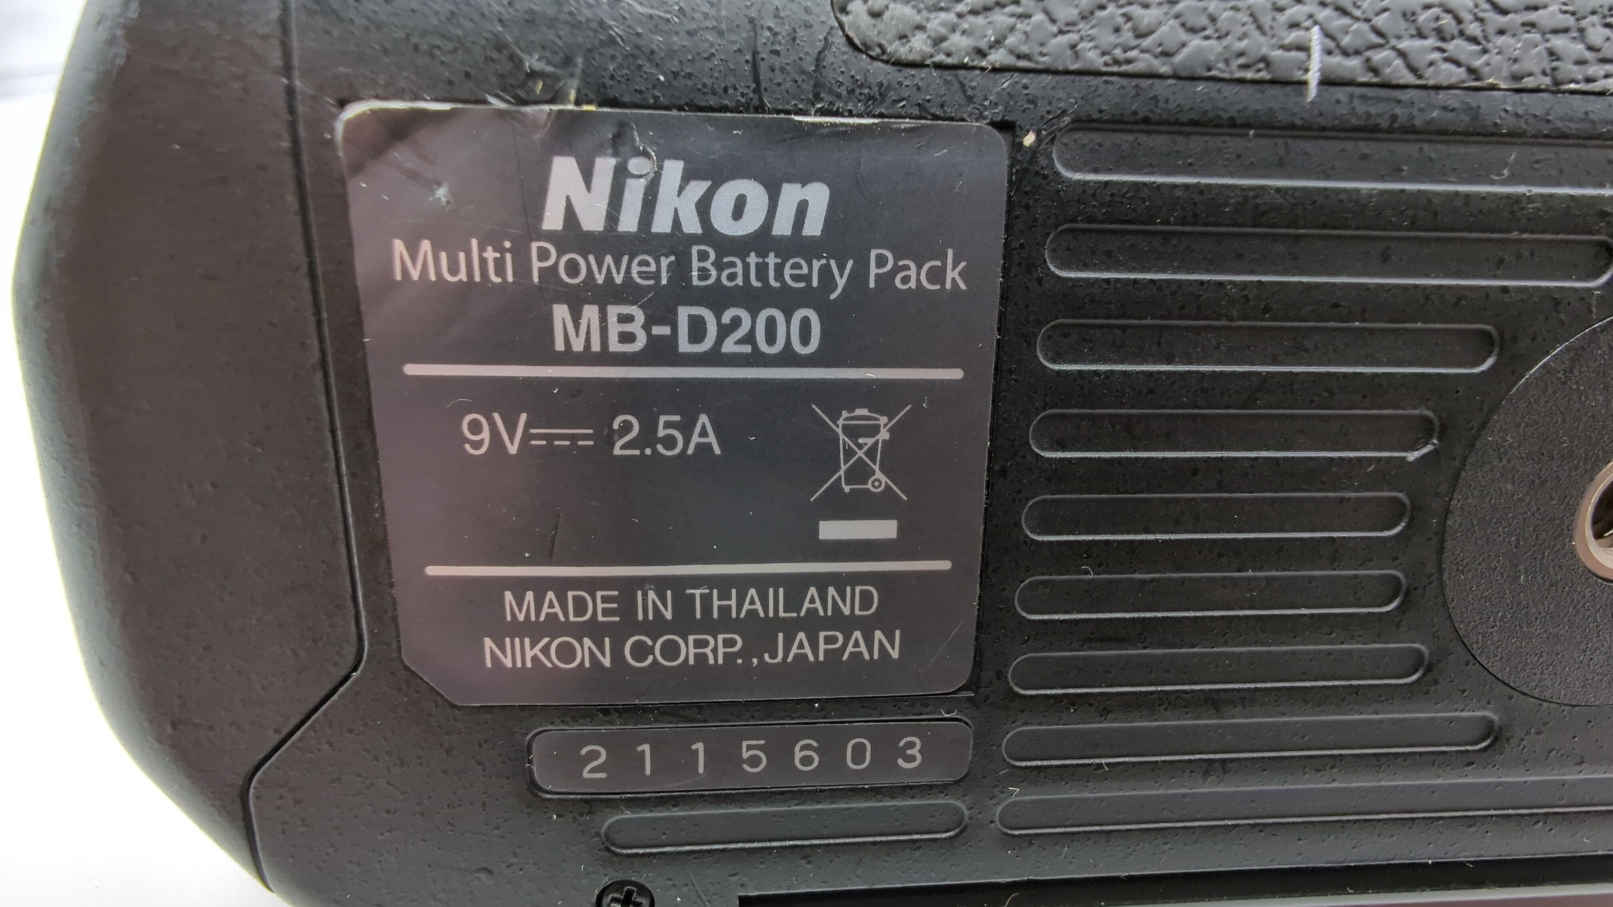 Nikon
Multi Power Battery Pack
MB-D200
9V⎓ 2.5A
MADE IN THAILAND
NIKON CORP., JAPAN
2115603